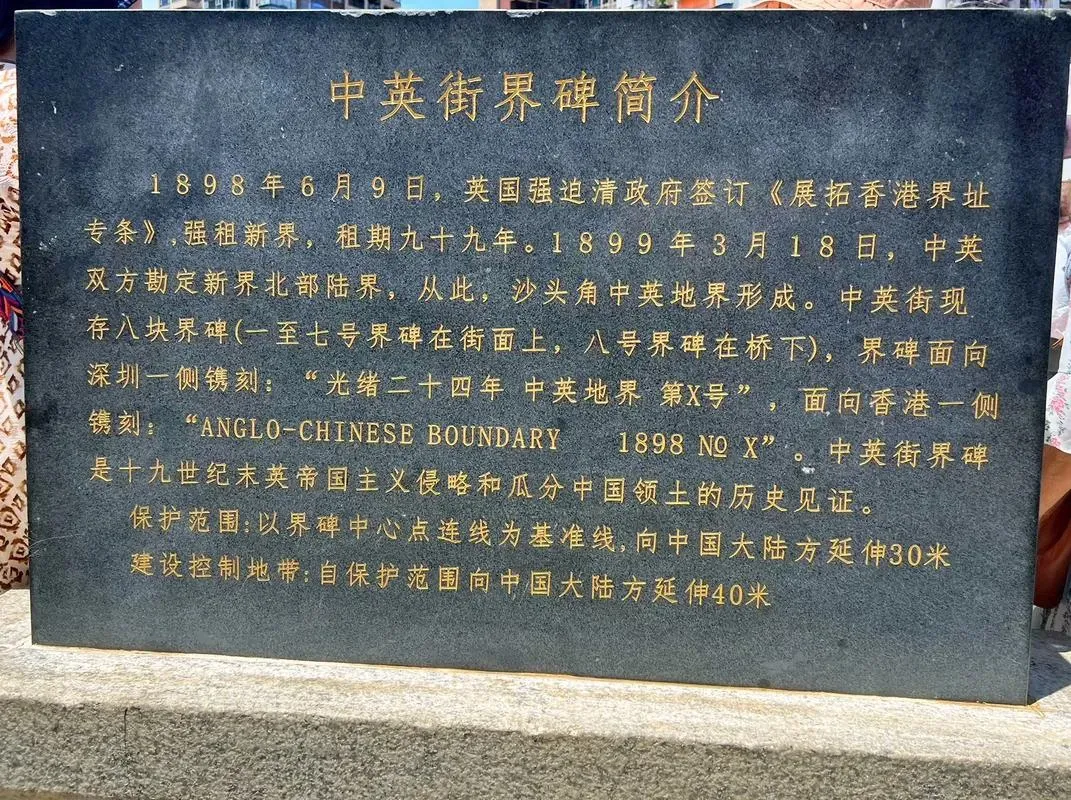 中英街界碑简介
1898年6月9日，英国强迫清政府签订《展拓香港界址
专条》,强租新界，租期九十九年。1899年3月18日，中英
双方勘定新界北部陆界，从此，沙头角中英地界形成。中英街现
存八块界碑(一至七号界碑在街面上，八号界碑在桥下)，界碑面向
深圳一侧镌刻：“光绪二十四年 中英地界 第X号”，面向香港一侧
镌刻：“ANGLO-CHINESE BOUNDARY 1898 № X”。中英街界碑
是十九世纪末英帝国主义侵略和瓜分中国领土的历史见证。
保护范围:以界碑中心点连线为基准线,向中国大陆方延伸30米
建设控制地带:自保护范围向中国大陆方延伸40米